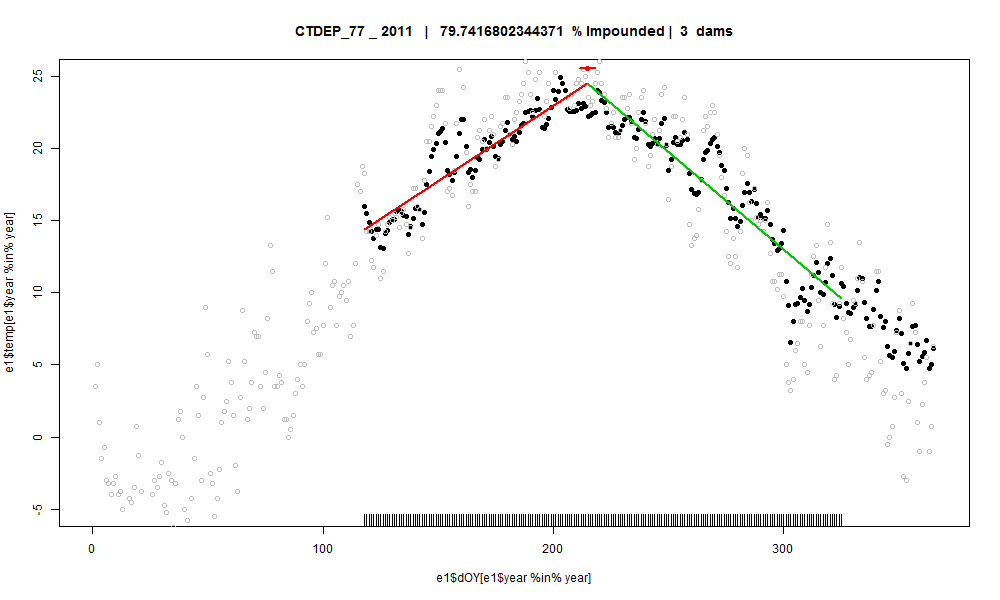 CTDEP_77 _ 2011 | 79.7416802344371 % Impounded | 3 dams
25
20
15
10
5
0
-5
e1$temp[e1$year %in% year]
0 100 200 300
e1$dOY[e1$year %in% year]